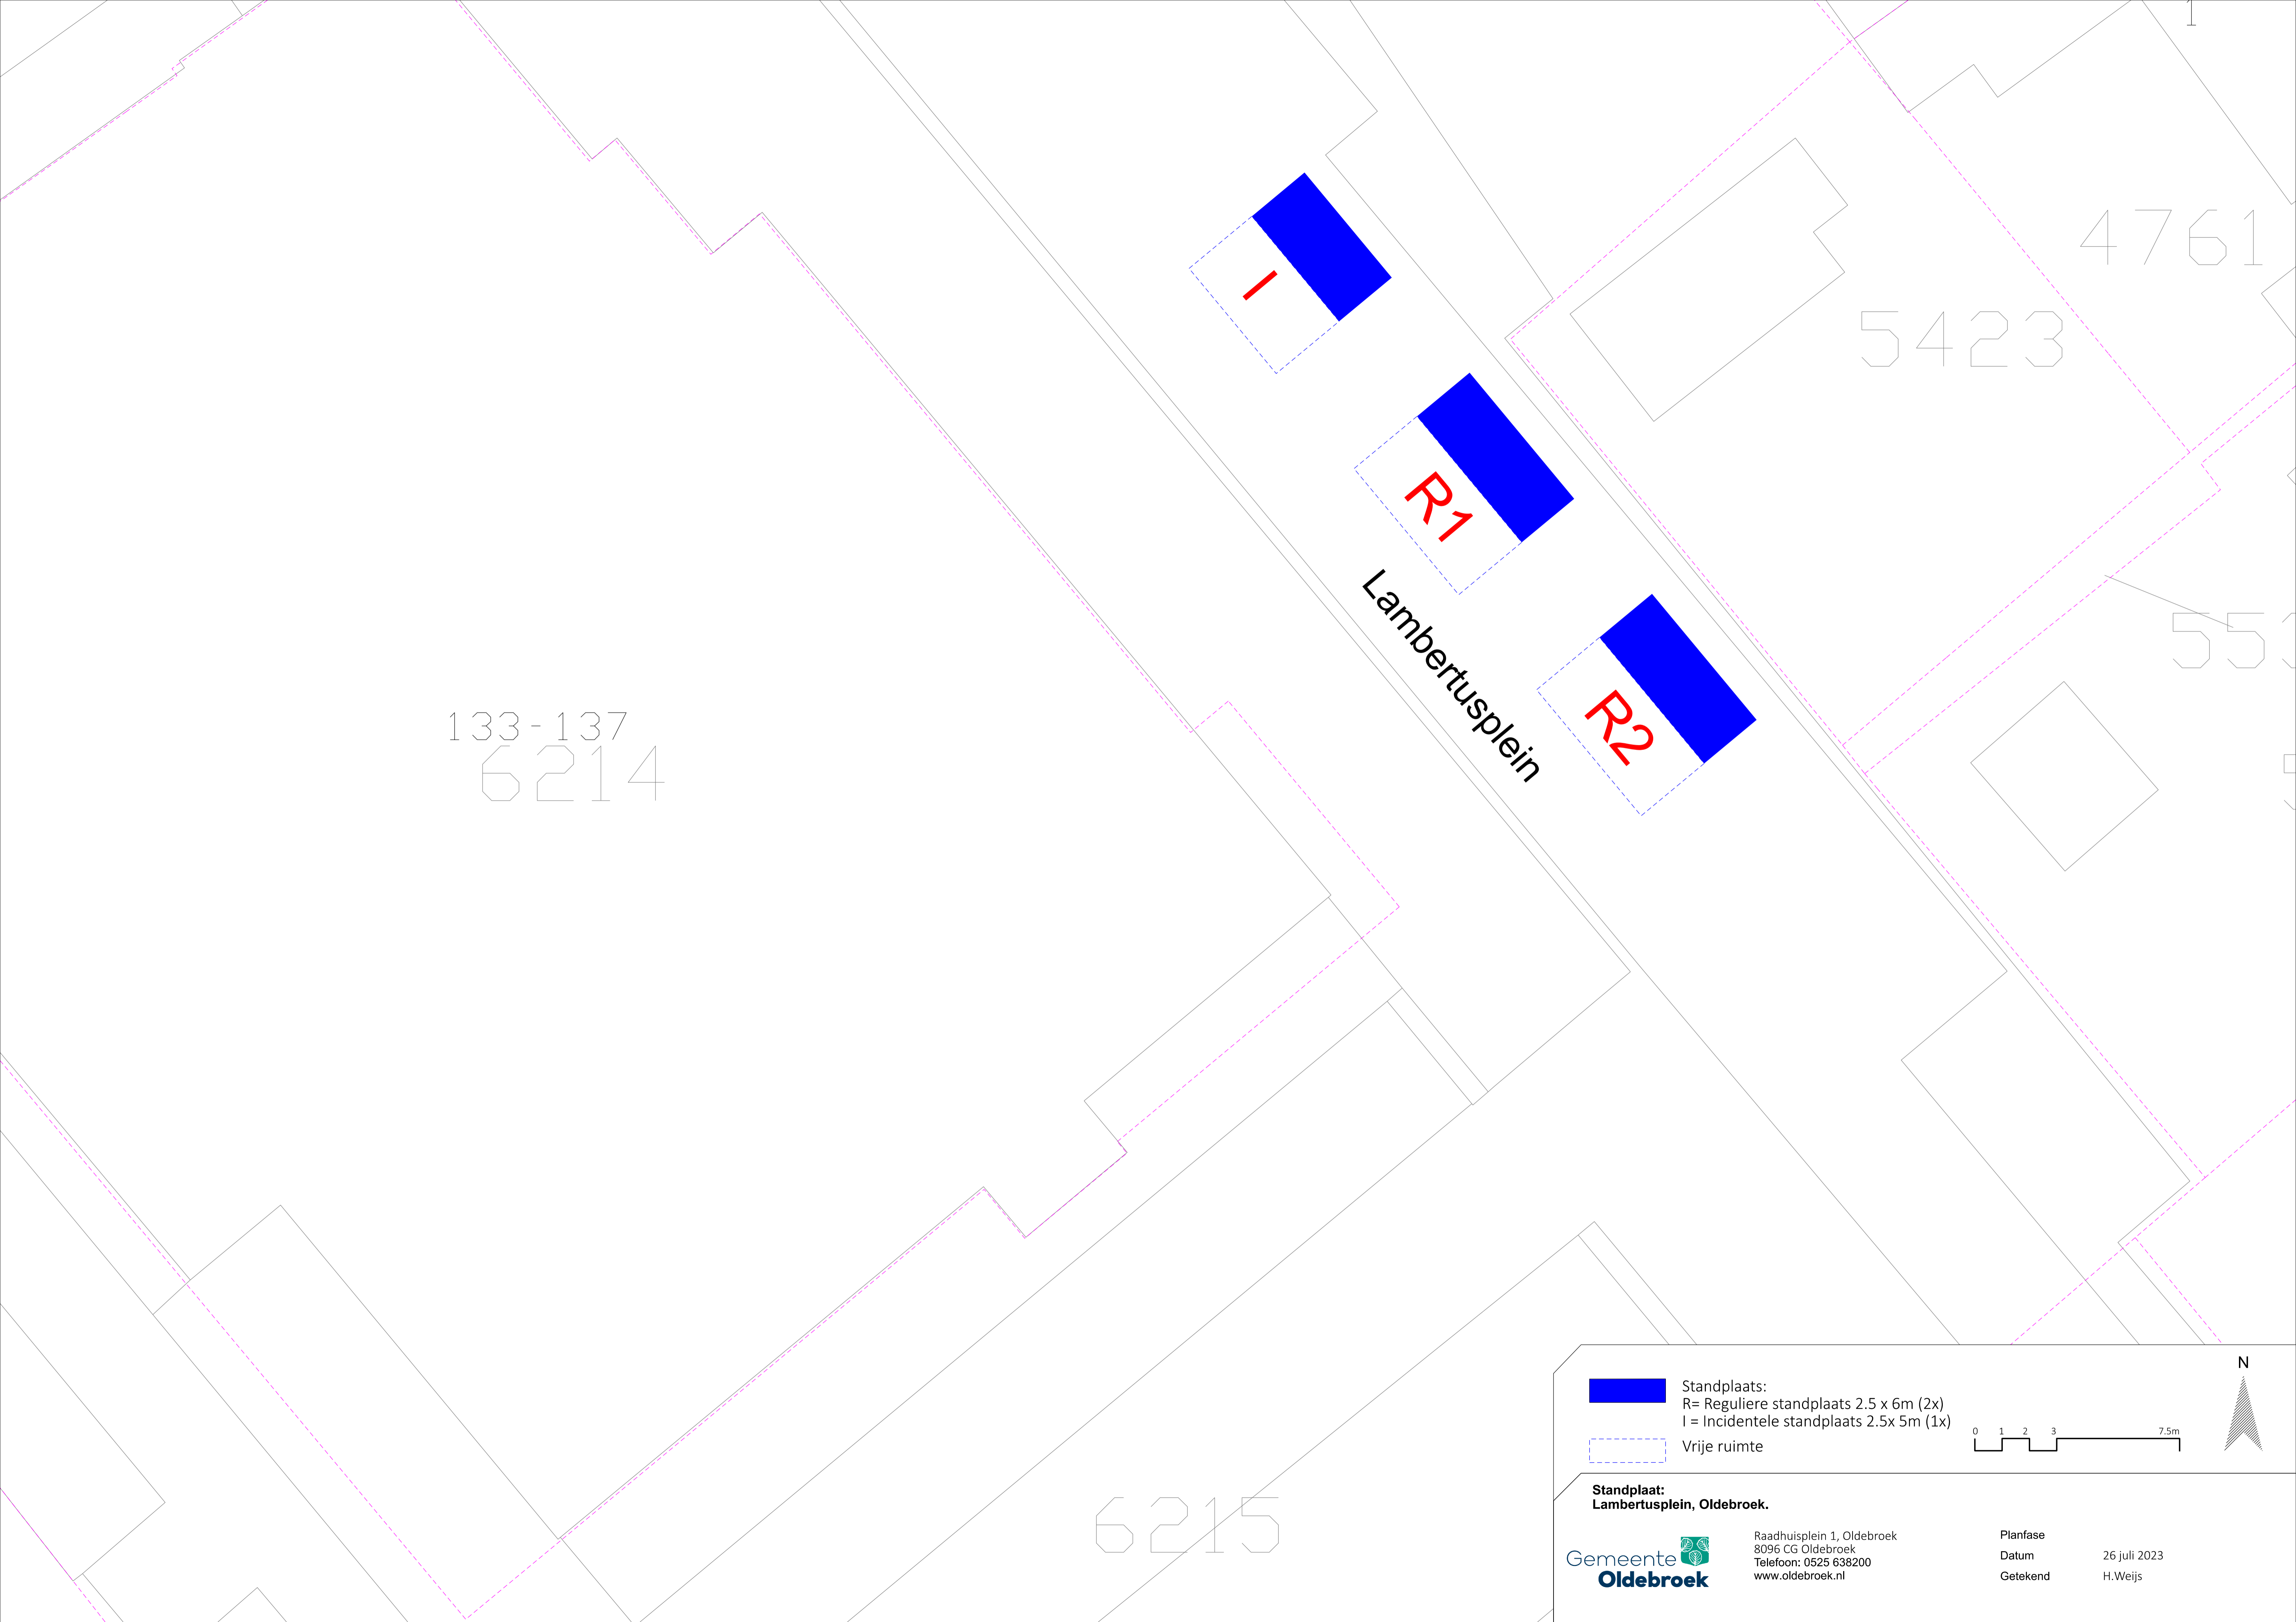 1
4761
5423
I
R1
R2
Lambertusplein
133-137
6214
6215
N
Standplaats:
R= Reguliere standplaats 2.5 x 6m (2x)
I = Incidentele standplaats 2.5x 5m (1x)
Vrije ruimte
0 1 2 3 7.5m
Standplaat:
Lambertusplein, Oldebroek.
Gemeente
Oldebroek
Raadhuisplein 1, Oldebroek
8096 CG Oldebroek
Telefoon: 0525 638200
www.oldebroek.nl
Planfase
Datum 26 juli 2023
Getekend H.Weijs